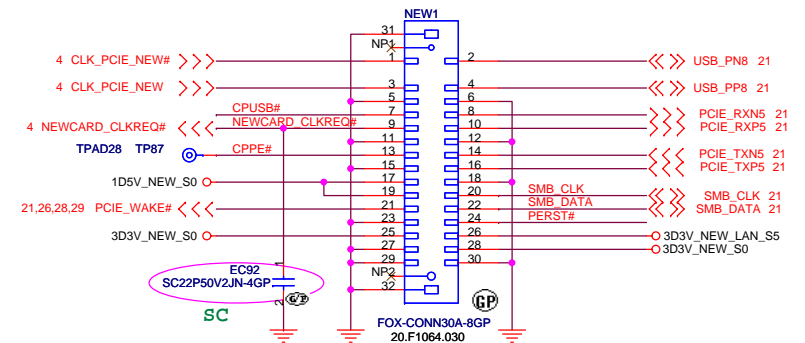 NEW1
31
NP1
4 CLK_PCIE_NEW# 1 2 USB_PN8 21
4 CLK_PCIE_NEW 3 4 USB_PP8 21
5 6
CPUSB# 7 8 PCIE_RXN5 21
4 NEWCARD_CLKREQ# NEWCARD_CLKREQ# 9 10 PCIE_RXP5 21
11 12
TPAD28 TP87 CPPE# 13 14 PCIE_TXN5 21
15 16 PCIE_TXP5 21
1D5V_NEW_S0 17 18
19 20 SMB_CLK SMB_CLK 21
21,26,28,29 PCIE_WAKE# 21 22 SMB_DATA SMB_DATA 21
23 24 PERST#
3D3V_NEW_S0 25 26 3D3V_NEW_LAN_S5
27 28 3D3V_NEW_S0
29 30
NP2
32
1
EC92
SC22P50V2JN-4GP
2 G/P
SC
GP
FOX-CONN30A-8GP
20.F1064.030